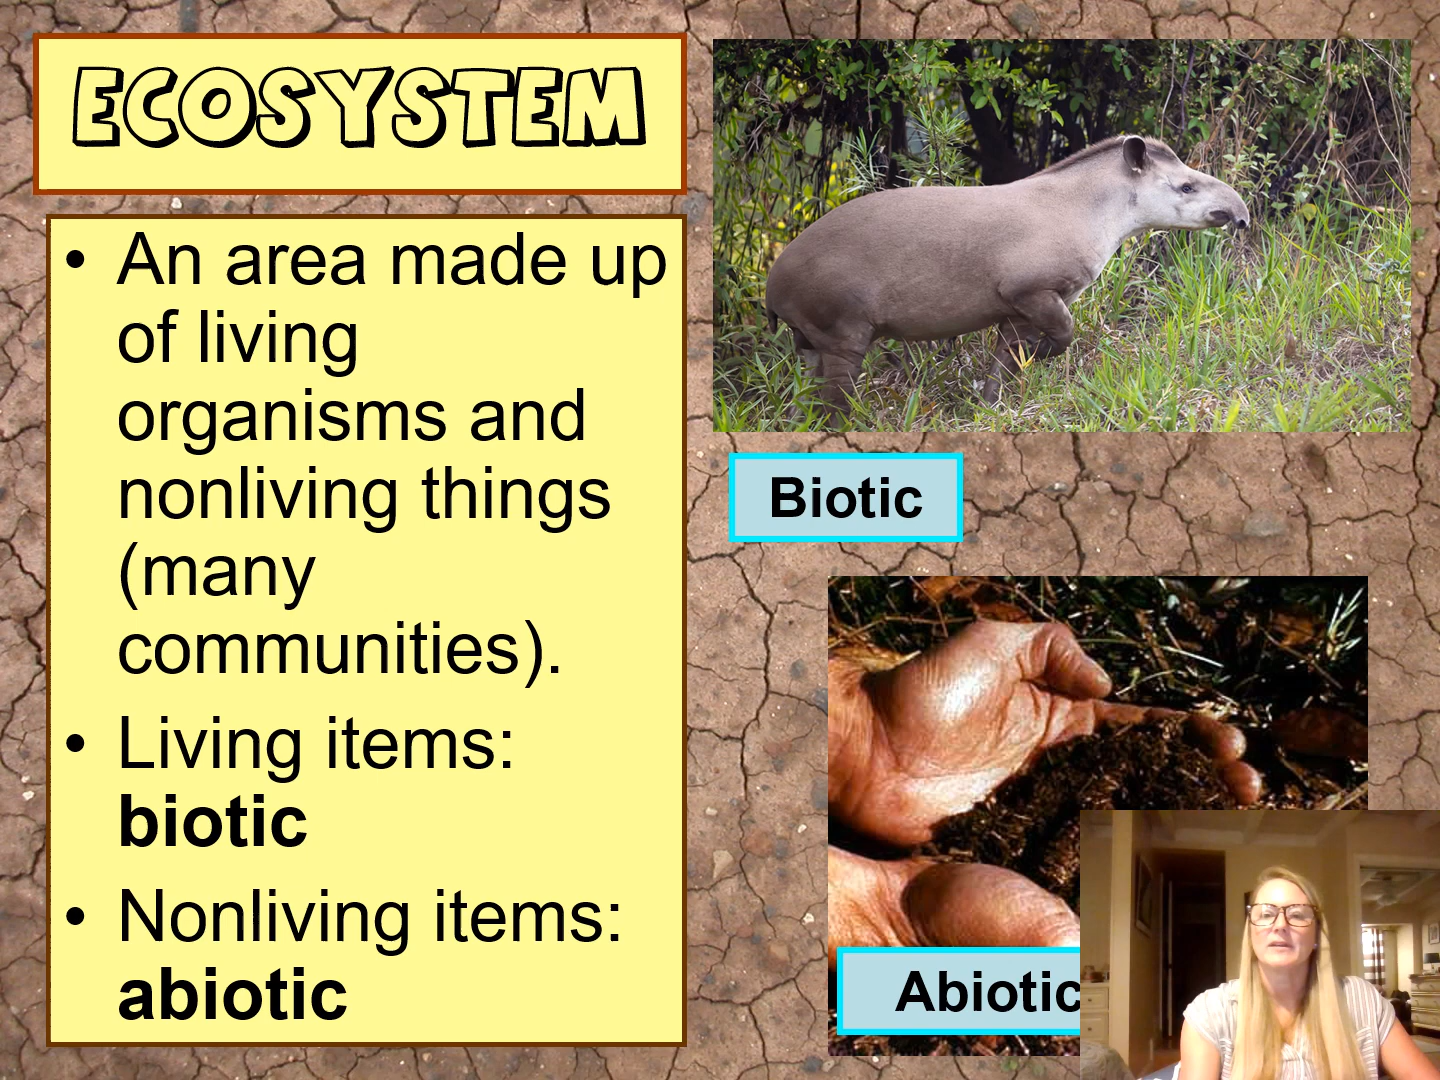 ECOSYSTEM
• An area made up
of living
organisms and
nonliving things
(many
communities).
• Living items:
biotic
• Nonliving items:
abiotic
Biotic
Abiotic